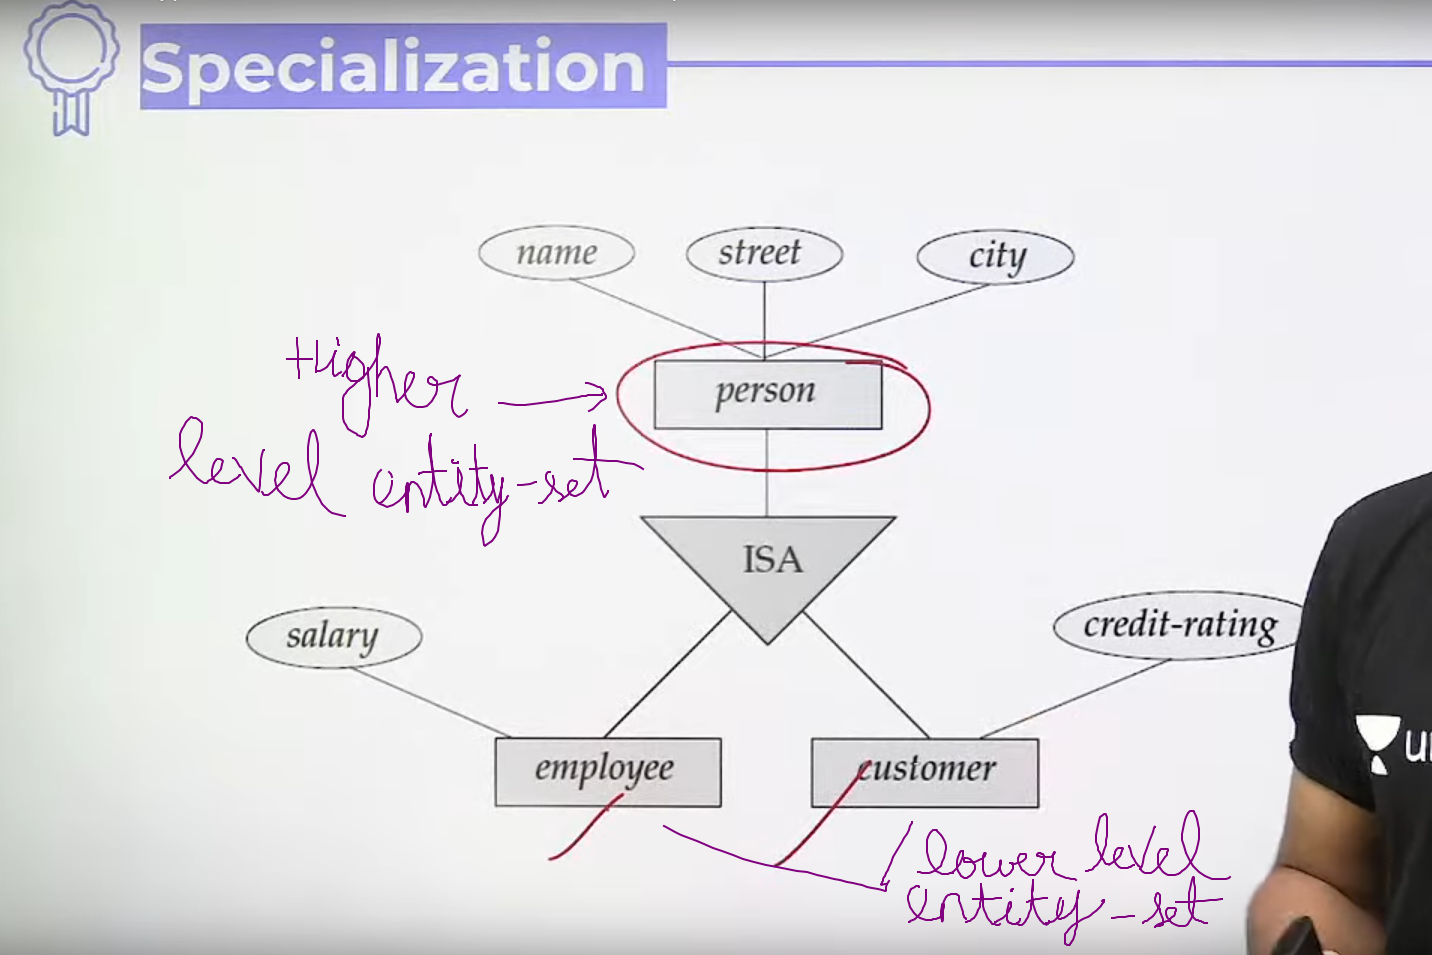 Specialization
name
street
city
Higher
person
level entity-set
ISA
salary
credit-rating
employee
customer
lower level
entity-set